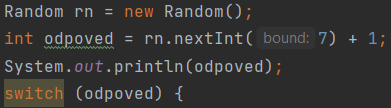 Random rn = new Random();
int odpoved = rn.nextInt( bound: 7) + 1;
System.out.println(odpoved);
switch (odpoved) {